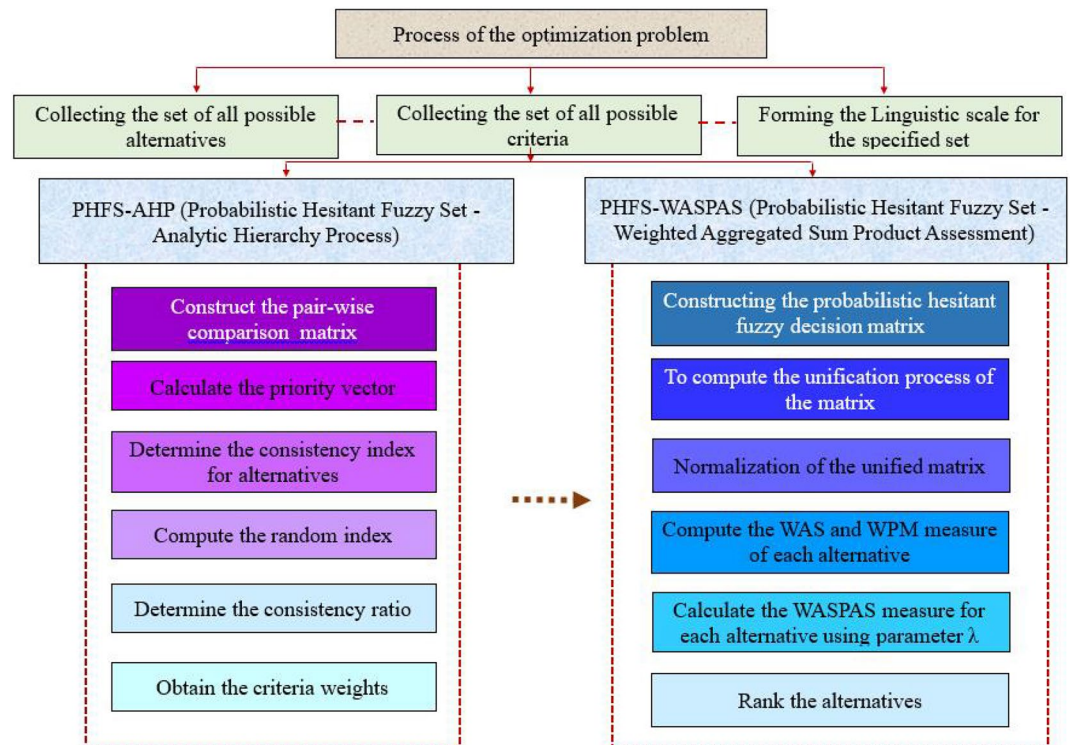 Process of the optimization problem
Collecting the set of all possible
alternatives
Collecting the set of all possible
criteria
Forming the Linguistic scale for
the specified set
PHFS-AHP (Probabilistic Hesitant Fuzzy Set -
Analytic Hierarchy Process)
Construct the pair-wise
comparison matrix
Calculate the priority vector
Determine the consistency index
for alternatives
Compute the random index
Determine the consistency ratio
Obtain the criteria weights
PHFS-WASPAS (Probabilistic Hesitant Fuzzy Set -
Weighted Aggregated Sum Product Assessment)
Constructing the probabilistic hesitant
fuzzy decision matrix
To compute the unification process of
the matrix
Normalization of the unified matrix
Compute the WAS and WPM measure
of each alternative
Calculate the WASPAS measure for
each alternative using parameter λ
Rank the alternatives